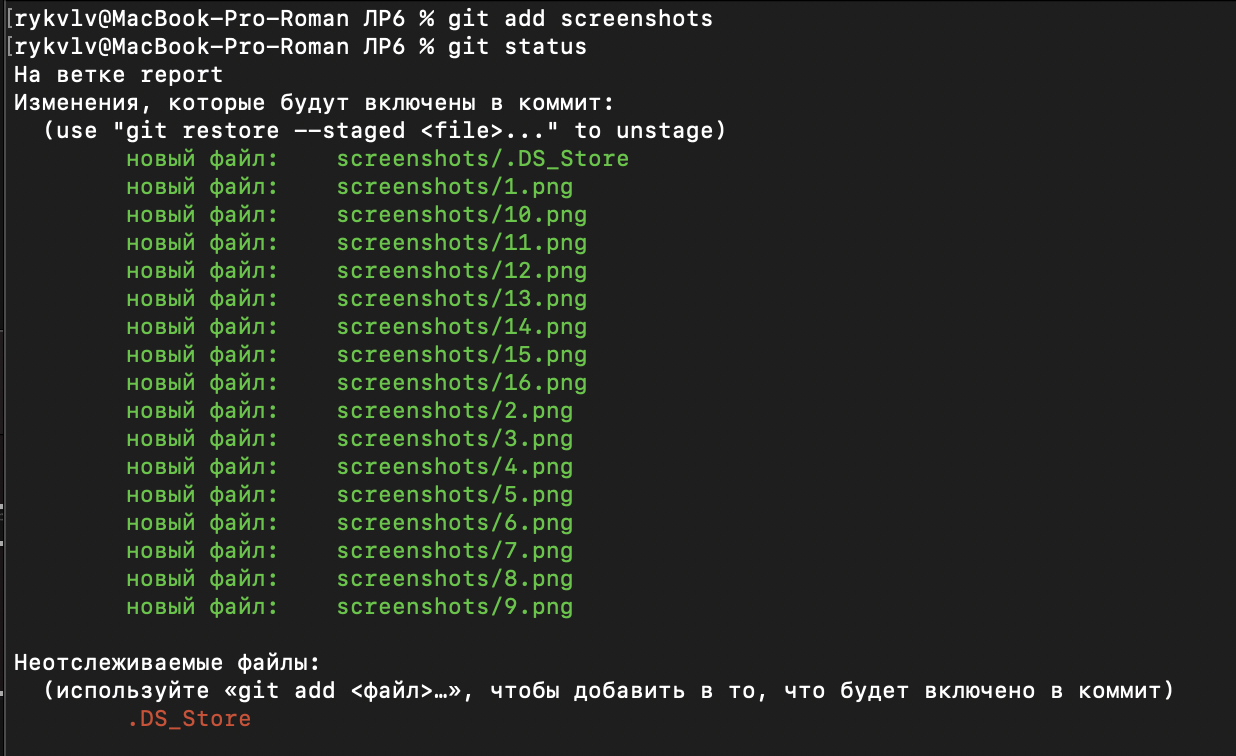 [rykvlv@MacBook-Pro-Roman ЛР6 % git add screenshots
[rykvlv@MacBook-Pro-Roman ЛР6 % git status
На ветке report
Изменения, которые будут включены в коммит:
  (use "git restore --staged <file>..." to unstage)
        новый файл:    screenshots/.DS_Store
        новый файл:    screenshots/1.png
        новый файл:    screenshots/10.png
        новый файл:    screenshots/11.png
        новый файл:    screenshots/12.png
        новый файл:    screenshots/13.png
        новый файл:    screenshots/14.png
        новый файл:    screenshots/15.png
        новый файл:    screenshots/16.png
        новый файл:    screenshots/2.png
        новый файл:    screenshots/3.png
        новый файл:    screenshots/4.png
        новый файл:    screenshots/5.png
        новый файл:    screenshots/6.png
        новый файл:    screenshots/7.png
        новый файл:    screenshots/8.png
        новый файл:    screenshots/9.png
Неотслеживаемые файлы:
  (используйте «git add <файл>…», чтобы добавить в то, что будет включено в коммит)
        .DS_Store